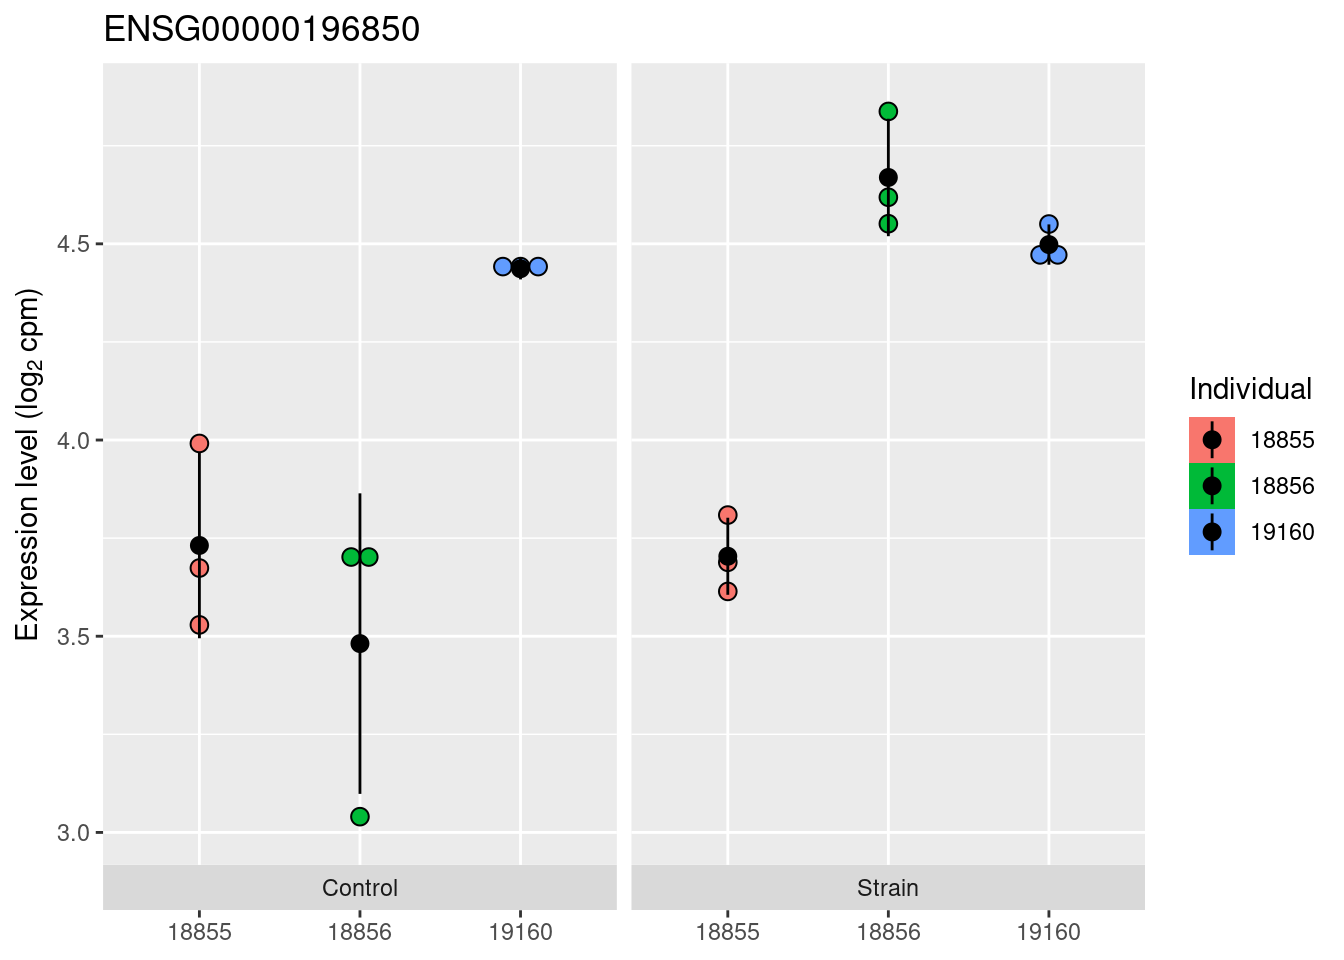 ENSG00000196850
Expression level (log₂ cpm)
4.5
4.0
3.5
3.0
Control
Strain
18855
18856
19160
18855
18856
19160
Individual
18855
18856
19160